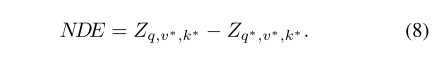 NDE = Z_{q,v*,k*} − Z_{q*,v*,k*}. (8)